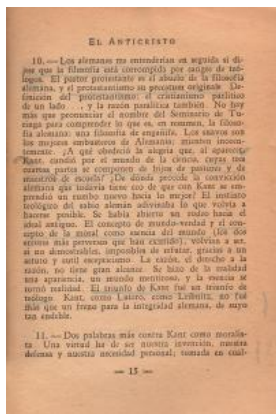 EL ANTICRISTO
10. — Los alemanes me entenderían en seguida si di-
jese que la filosofía está corrompida por sangre de teó-
logos. El pastor protestante es el abuelo de la filosofía
alemana, y el protestantismo su peccatum originale. De-
finición del protestantismo: el cristianismo paralítico
de un lado . . . y la razón paralítica también. No hay
más que pronunciar el nombre del Seminario de Tu-
binga para comprender lo que es, en resumen, la filoso-
fía alemana: una filosofía de engañifa. Los suavos son
los mejores embusteros de Alemania: mienten inocen-
temente. ¿A qué obedeció la alegría que, al aparecer
Kant, cundió por el mundo de la ciencia, cuyas tres
cuartas partes se componen de hijos de pastores y de
maestros de escuela? ¿De dónde procede la convicción
alemana que todavía tiene eco de que con Kant se em-
prendió un rumbo nuevo hacia lo mejor? El instinto
teológico del sabio alemán adivinaba lo que volvía a
hacerse posible. Se había abierto un rodeo hacia el
ideal antiguo. El concepto de mundo-verdad y el con-
cepto de la moral como esencia del mundo (los dos
errores más perversos que han existido), volvían a ser,
si no demostrables, imposibles de refutar, gracias a un
astuto y sutil escepticismo. La razón, el derecho a la
razón, no tiene gran alcance. Se hizo de la realidad
una apariencia, un mundo mentiroso, y la esencia se
tornó realidad. El triunfo de Kant fue un triunfo de
teólogo. Kant, como Lutero, como Leibnitz, no fué
más que un freno para la integridad alemana, de suyo
tan endeble.
11. — Dos palabras más contra Kant como moralis-
ta. Una virtud ha de ser nuestra invención, nuestra
defensa y nuestra necesidad personal; tomada en cual-
— 15 —